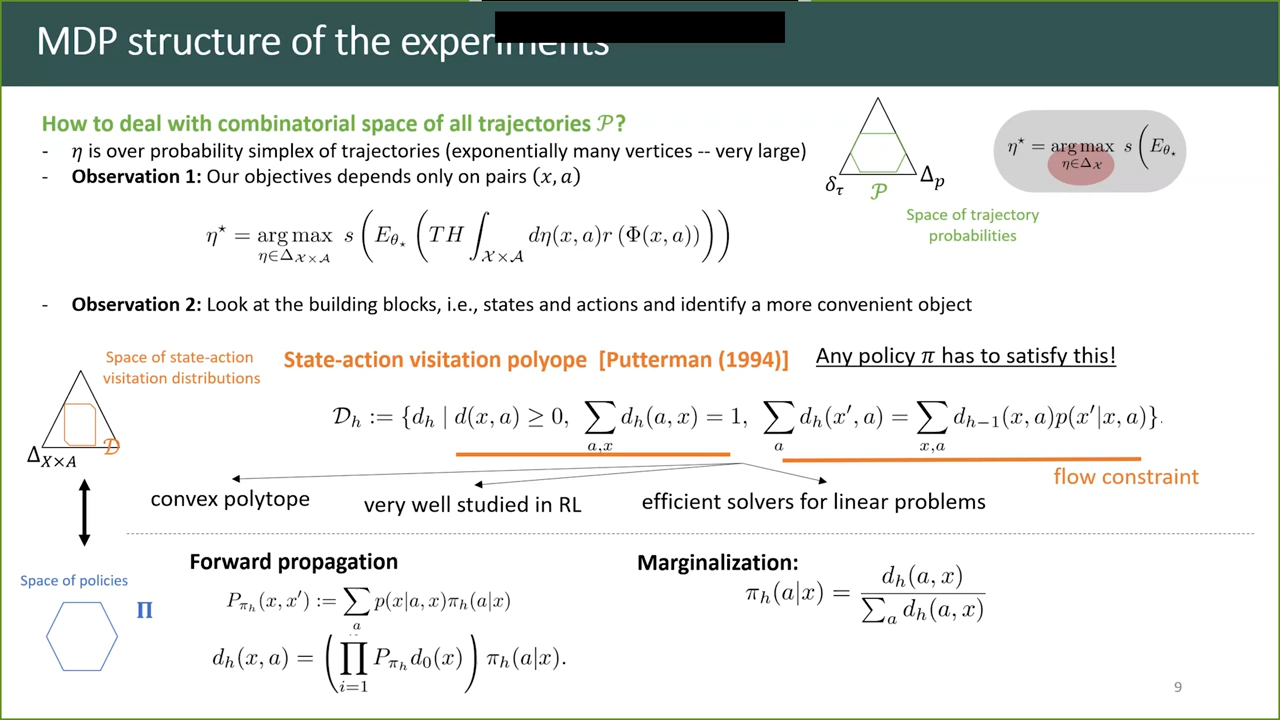 MDP structure of the experiments
How to deal with combinatorial space of all trajectories 𝒫?
- η is over probability simplex of trajectories (exponentially many vertices -- very large)
- Observation 1: Our objectives depends only on pairs (x, a)
η* = arg max_{η∈Δ_{𝒳×𝒜}} s ( E_{θ⋆} ( TH ∫_{𝒳×𝒜} dη(x, a)r (Φ(x, a)) ) )
δ_τ 𝒫 Δ_p
Space of trajectory
probabilities
η* = arg max_{η∈Δ_𝒳} s ( E_{θ⋆}
- Observation 2: Look at the building blocks, i.e., states and actions and identify a more convenient object
Space of state-action
visitation distributions
Δ_{X×A} 𝒟
State-action visitation polyope [Putterman (1994)] Any policy π has to satisfy this!
𝒟_h := {d_h | d(x, a) ≥ 0, ∑_{a,x} d_h(a, x) = 1, ∑_a d_h(x′, a) = ∑_{x,a} d_{h−1}(x, a)p(x′|x, a)}.
flow constraint
convex polytope
very well studied in RL
efficient solvers for linear problems
Space of policies
Π
Forward propagation
P_{π_h}(x, x′) := ∑_a p(x|a, x)π_h(a|x)
d_h(x, a) = ( ∏_{i=1} P_{π_h} d_0(x) ) π_h(a|x).
Marginalization:
π_h(a|x) = d_h(a, x) / ∑_a d_h(a, x)
9